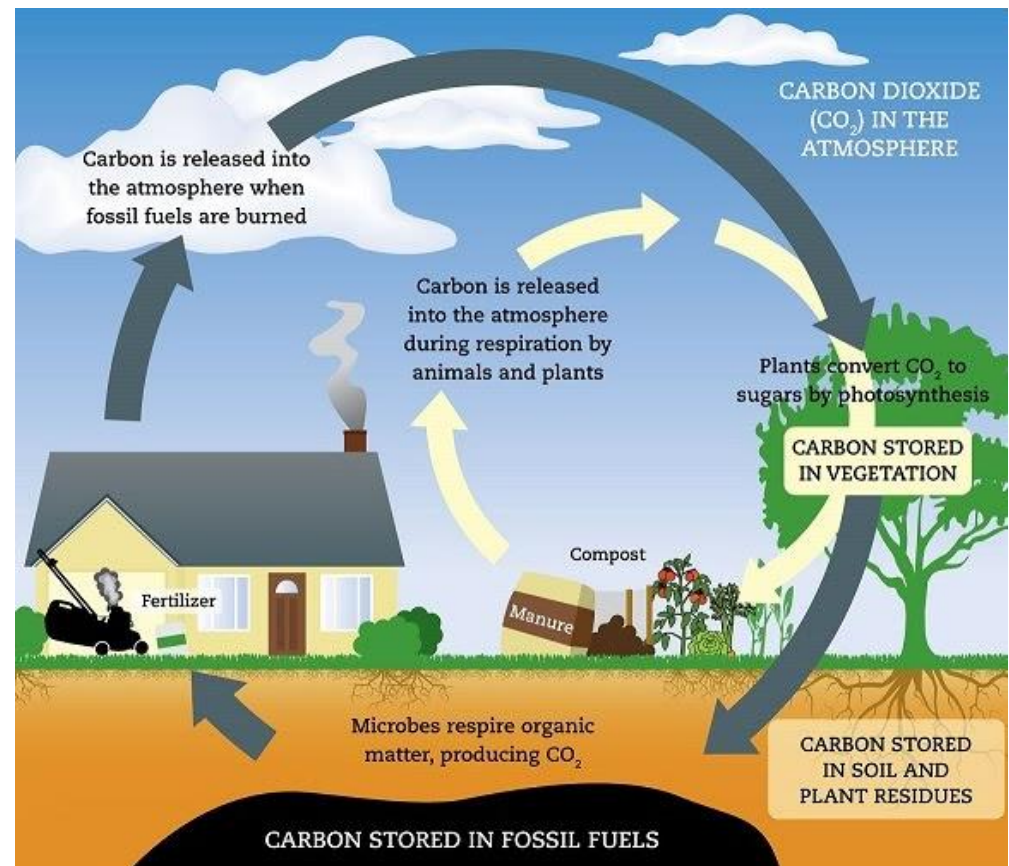 CARBON DIOXIDE
(CO₂) IN THE
ATMOSPHERE
Carbon is released into
the atmosphere when
fossil fuels are burned
Carbon is released
into the atmosphere
during respiration by
animals and plants
Plants convert CO₂ to
sugars by photosynthesis
CARBON STORED
IN VEGETATION
Compost
Fertilizer
Manure
Microbes respire organic
matter, producing CO₂
CARBON STORED
IN SOIL AND
PLANT RESIDUES
CARBON STORED IN FOSSIL FUELS